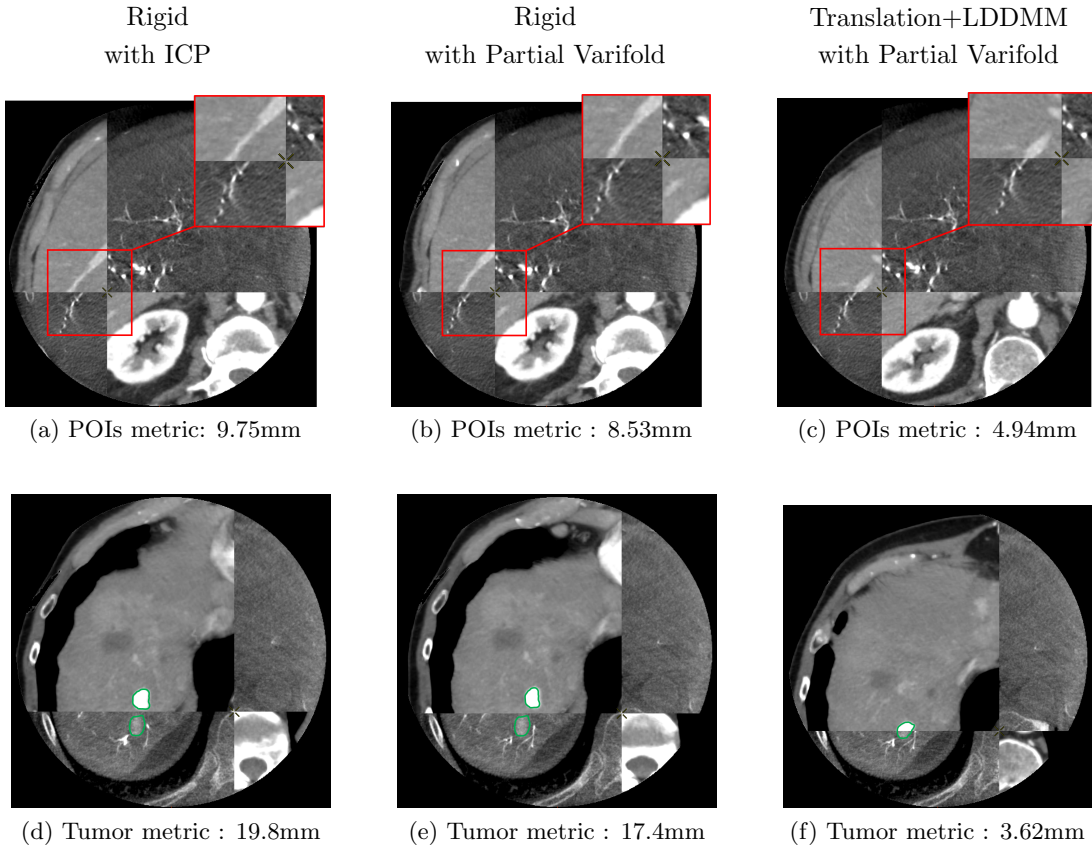 Rigid
with ICP
Rigid
with Partial Varifold
Translation+LDDMM
with Partial Varifold
(a) POIs metric: 9.75mm
(b) POIs metric : 8.53mm
(c) POIs metric : 4.94mm
(d) Tumor metric : 19.8mm
(e) Tumor metric : 17.4mm
(f) Tumor metric : 3.62mm